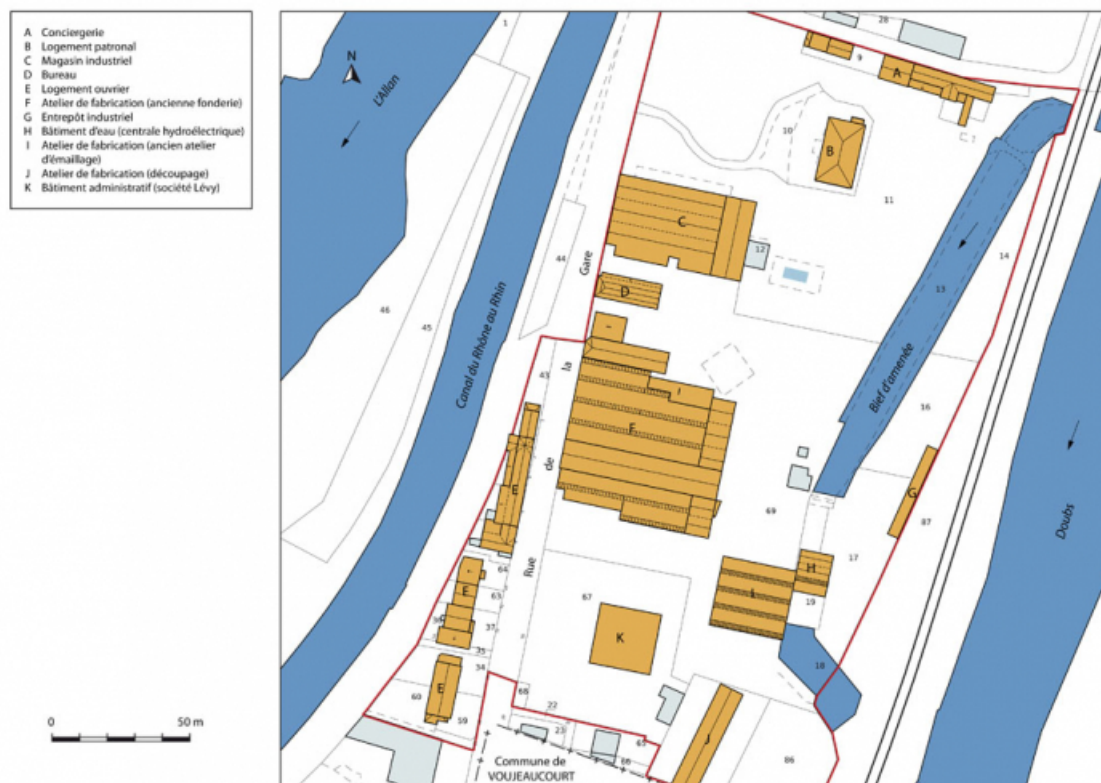 A Conciergerie
B Logement patronal
C Magasin industriel
D Bureau
E Logement ouvrier
F Atelier de fabrication (ancienne fonderie)
G Entrepôt industriel
H Bâtiment d'eau (centrale hydroélectrique)
I Atelier de fabrication (ancien atelier
d'émaillage)
J Atelier de fabrication (découpage)
K Bâtiment administratif (société Lévy)
N
L'Allan
1
28
9
A
10
B
11
C
12
14
13
44
Gare
D
46
45
Canal du Rhône au Rhin
Bief d'amenée
43
la
16
F
de
E
69
G
87
Doubs
Rue
64
63
E
67
H
17
I
19
37
K
35
34
18
E
60
59
68
22
23
65
66
J
86
0 50 m
Commune de
VOUJEAUCOURT